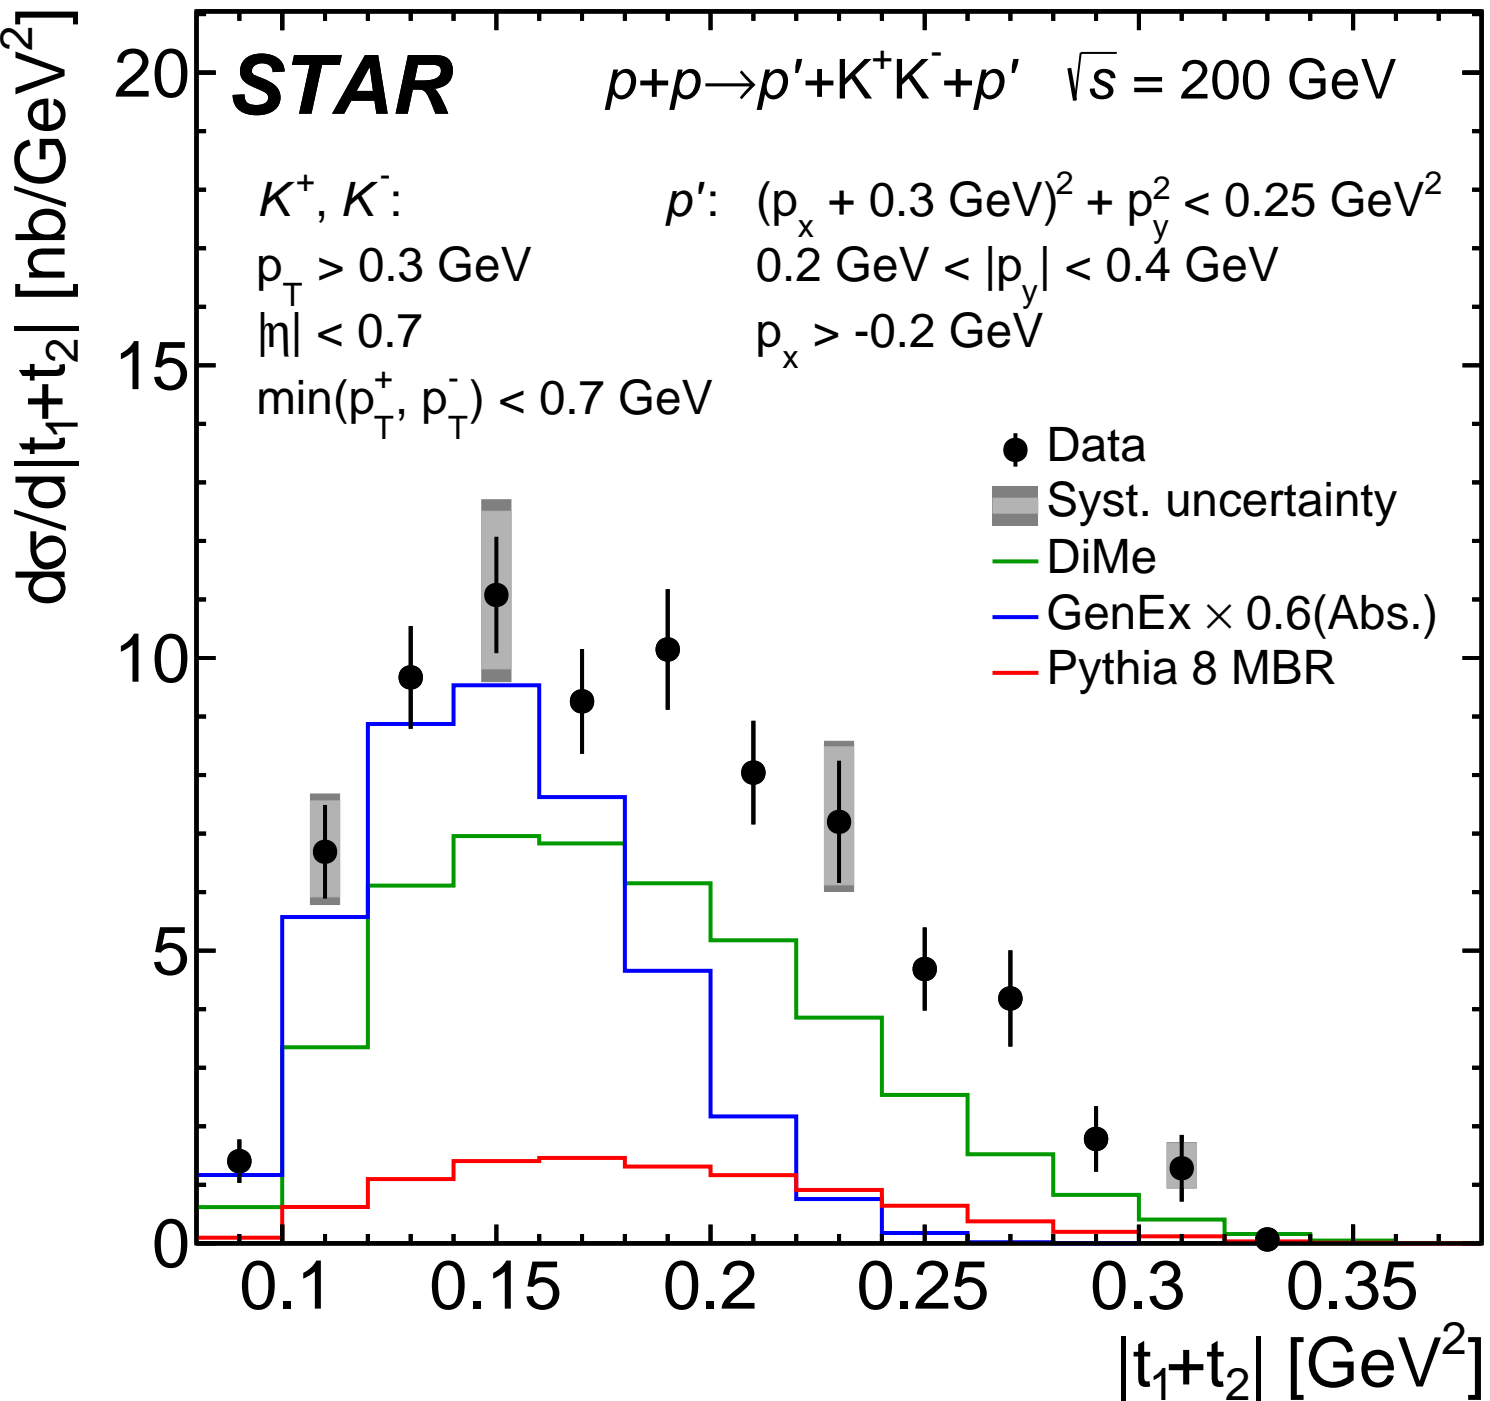 dσ/d|t₁+t₂| [nb/GeV²]
STAR p+p→p′+K⁺K⁻+p′ √s = 200 GeV
K⁺, K⁻: p′: (pₓ + 0.3 GeV)² + p_y² < 0.25 GeV²
p_T > 0.3 GeV 0.2 GeV < |p_y| < 0.4 GeV
|η| < 0.7 pₓ > -0.2 GeV
min(p_T⁺, p_T⁻) < 0.7 GeV
Data
Syst. uncertainty
DiMe
GenEx × 0.6(Abs.)
Pythia 8 MBR
20
15
10
5
0
0.1 0.15 0.2 0.25 0.3 0.35
|t₁+t₂| [GeV²]